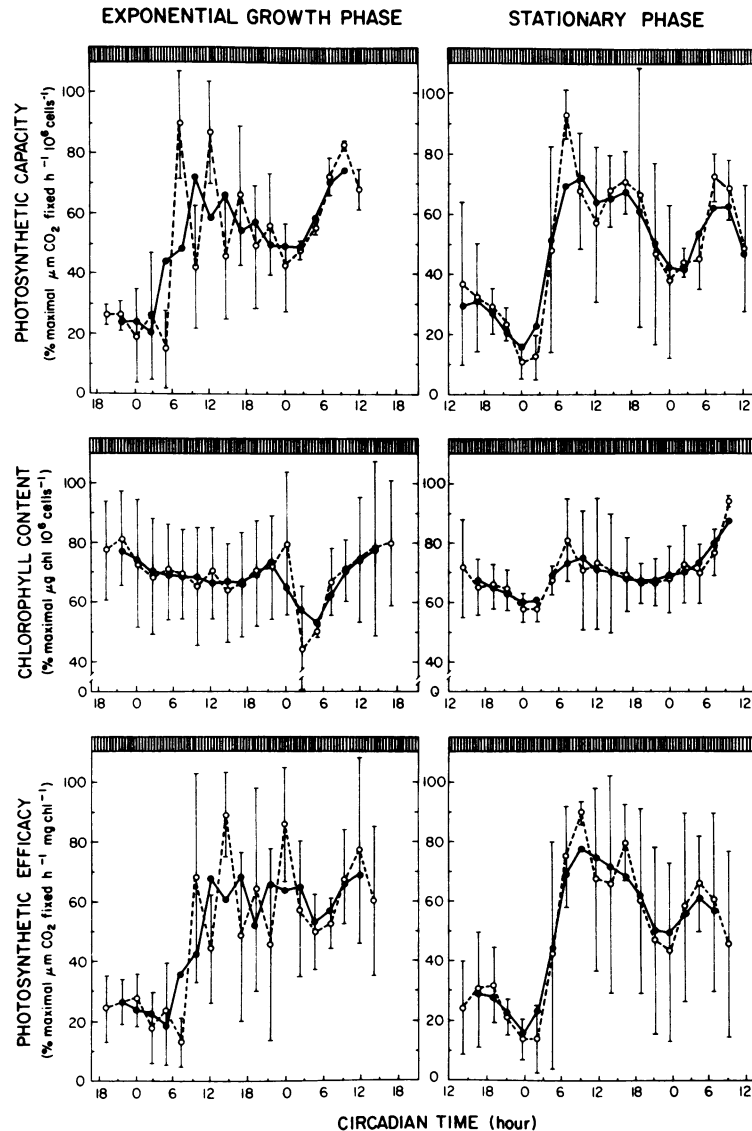 EXPONENTIAL GROWTH PHASE
STATIONARY PHASE
PHOTOSYNTHETIC CAPACITY
(% maximal μm CO₂ fixed h⁻¹ 10⁶ cells⁻¹)
100
80
60
40
20
0
18 0 6 12 18 0 6 12 18
100
80
60
40
20
0
12 18 0 6 12 18 0 6 12
CHLOROPHYLL CONTENT
(% maximal μg chl 10⁶ cells⁻¹)
100
80
60
40
0
18 0 6 12 18 0 6 12 18
100
80
60
40
0
12 18 0 6 12 18 0 6 12
PHOTOSYNTHETIC EFFICACY
(% maximal μm CO₂ fixed h⁻¹ mg chl⁻¹)
100
80
60
40
20
0
18 0 6 12 18 0 6 12 18
100
80
60
40
20
0
12 18 0 6 12 18 0 6 12
CIRCADIAN TIME (hour)